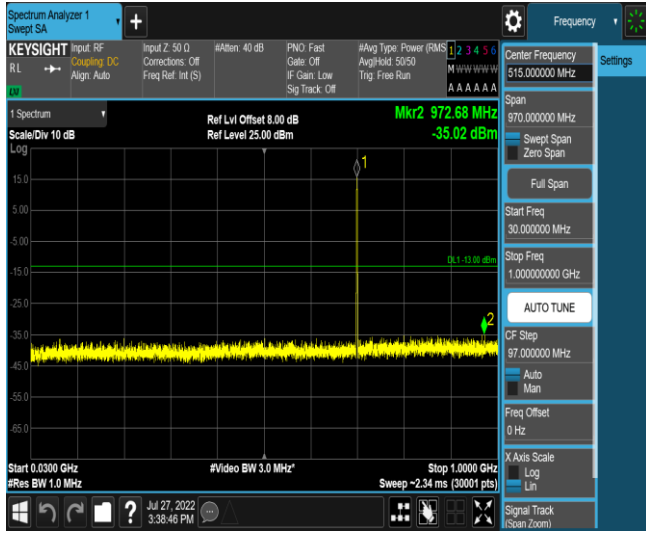 Spectrum Analyzer 1
Swept SA
Frequency
KEYSIGHT
RL
Input: RF
Coupling: DC
Align: Auto
Input Z: 50 Ω
Corrections: Off
Freq Ref: Int (S)
#Atten: 40 dB
PNO: Fast
Gate: Off
IF Gain: Low
Sig Track: Off
#Avg Type: Power (RMS
Avg|Hold: 50/50
Trig: Free Run
1 2 3 4 5 6
M W W W W W
A A A A A A
Center Frequency
515.000000 MHz
Settings
Span
970.000000 MHz
Swept Span
Zero Span
Full Span
Start Freq
30.000000 MHz
Stop Freq
1.000000000 GHz
AUTO TUNE
CF Step
97.000000 MHz
Auto
Man
Freq Offset
0 Hz
X Axis Scale
Log
Lin
Signal Track
(Span Zoom)
1 Spectrum
Scale/Div 10 dB
Log
Ref Lvl Offset 8.00 dB
Ref Level 25.00 dBm
Mkr2 972.68 MHz
-35.02 dBm
1
15.0
5.00
-5.00
DL1 -13.00 dBm
-15.0
-25.0
2
-35.0
-45.0
-55.0
-65.0
Start 0.0300 GHz
#Res BW 1.0 MHz
#Video BW 3.0 MHz*
Stop 1.0000 GHz
Sweep ~2.34 ms (30001 pts)
?
Jul 27, 2022
3:38:46 PM